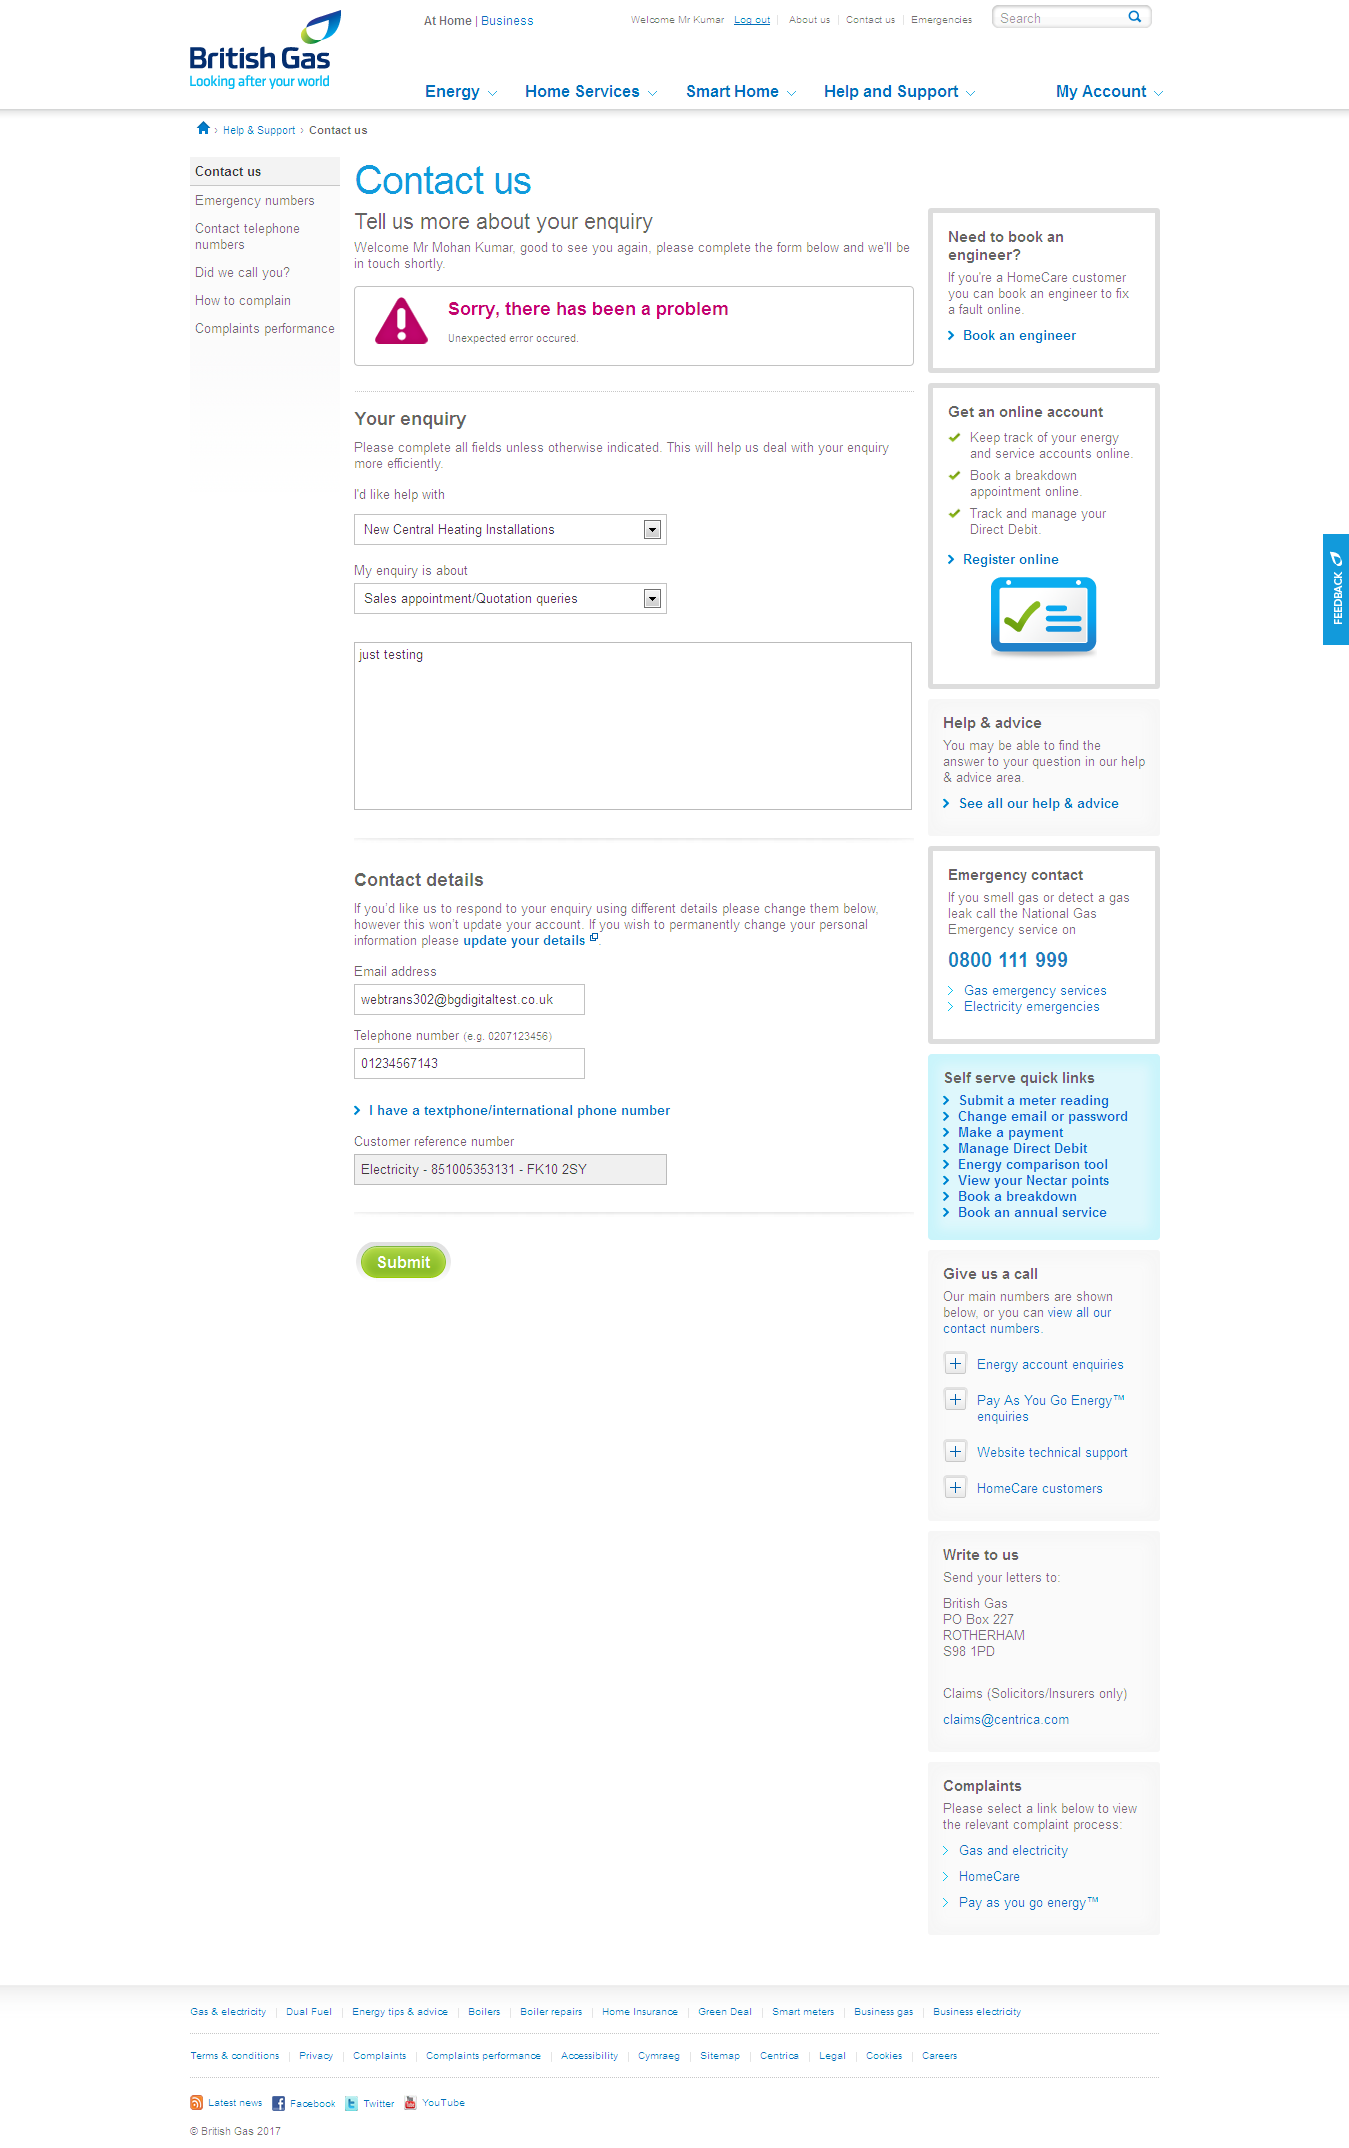 British Gas
Looking after your world
At Home | Business
Welcome Mr Kumar Log out About us Contact us Emergencies
Search
Energy Home Services Smart Home Help and Support My Account
Help & Support › Contact us
Contact us
Emergency numbers
Contact telephone
numbers
Did we call you?
How to complain
Complaints performance
Contact us
Tell us more about your enquiry
Welcome Mr Mohan Kumar, good to see you again, please complete the form below and we'll be
in touch shortly.
Sorry, there has been a problem
Unexpected error occured.
Your enquiry
Please complete all fields unless otherwise indicated. This will help us deal with your enquiry
more efficiently.
I'd like help with
New Central Heating Installations
My enquiry is about
Sales appointment/Quotation queries
just testing
Contact details
If you'd like us to respond to your enquiry using different details please change them below,
however this won't update your account. If you wish to permanently change your personal
information please update your details .
Email address
webtrans302@bgdigitaltest.co.uk
Telephone number (e.g. 0207123456)
01234567143
I have a textphone/international phone number
Customer reference number
Electricity - 851005353131 - FK10 2SY
Submit
Need to book an
engineer?
If you're a HomeCare customer
you can book an engineer to fix
a fault online.
Book an engineer
Get an online account
Keep track of your energy
and service accounts online.
Book a breakdown
appointment online.
Track and manage your
Direct Debit.
Register online
Help & advice
You may be able to find the
answer to your question in our help
& advice area.
See all our help & advice
Emergency contact
If you smell gas or detect a gas
leak call the National Gas
Emergency service on
0800 111 999
Gas emergency services
Electricity emergencies
Self serve quick links
Submit a meter reading
Change email or password
Make a payment
Manage Direct Debit
Energy comparison tool
View your Nectar points
Book a breakdown
Book an annual service
Give us a call
Our main numbers are shown
below, or you can view all our
contact numbers.
Energy account enquiries
Pay As You Go Energy™
enquiries
Website technical support
HomeCare customers
Write to us
Send your letters to:
British Gas
PO Box 227
ROTHERHAM
S98 1PD
Claims (Solicitors/Insurers only)
claims@centrica.com
Complaints
Please select a link below to view
the relevant complaint process:
Gas and electricity
HomeCare
Pay as you go energy™
FEEDBACK
Gas & electricity Dual Fuel Energy tips & advice Boilers Boiler repairs Home Insurance Green Deal Smart meters Business gas Business electricity
Terms & conditions Privacy Complaints Complaints performance Accessibility Cymraeg Sitemap Centrica Legal Cookies Careers
Latest news Facebook Twitter YouTube
© British Gas 2017